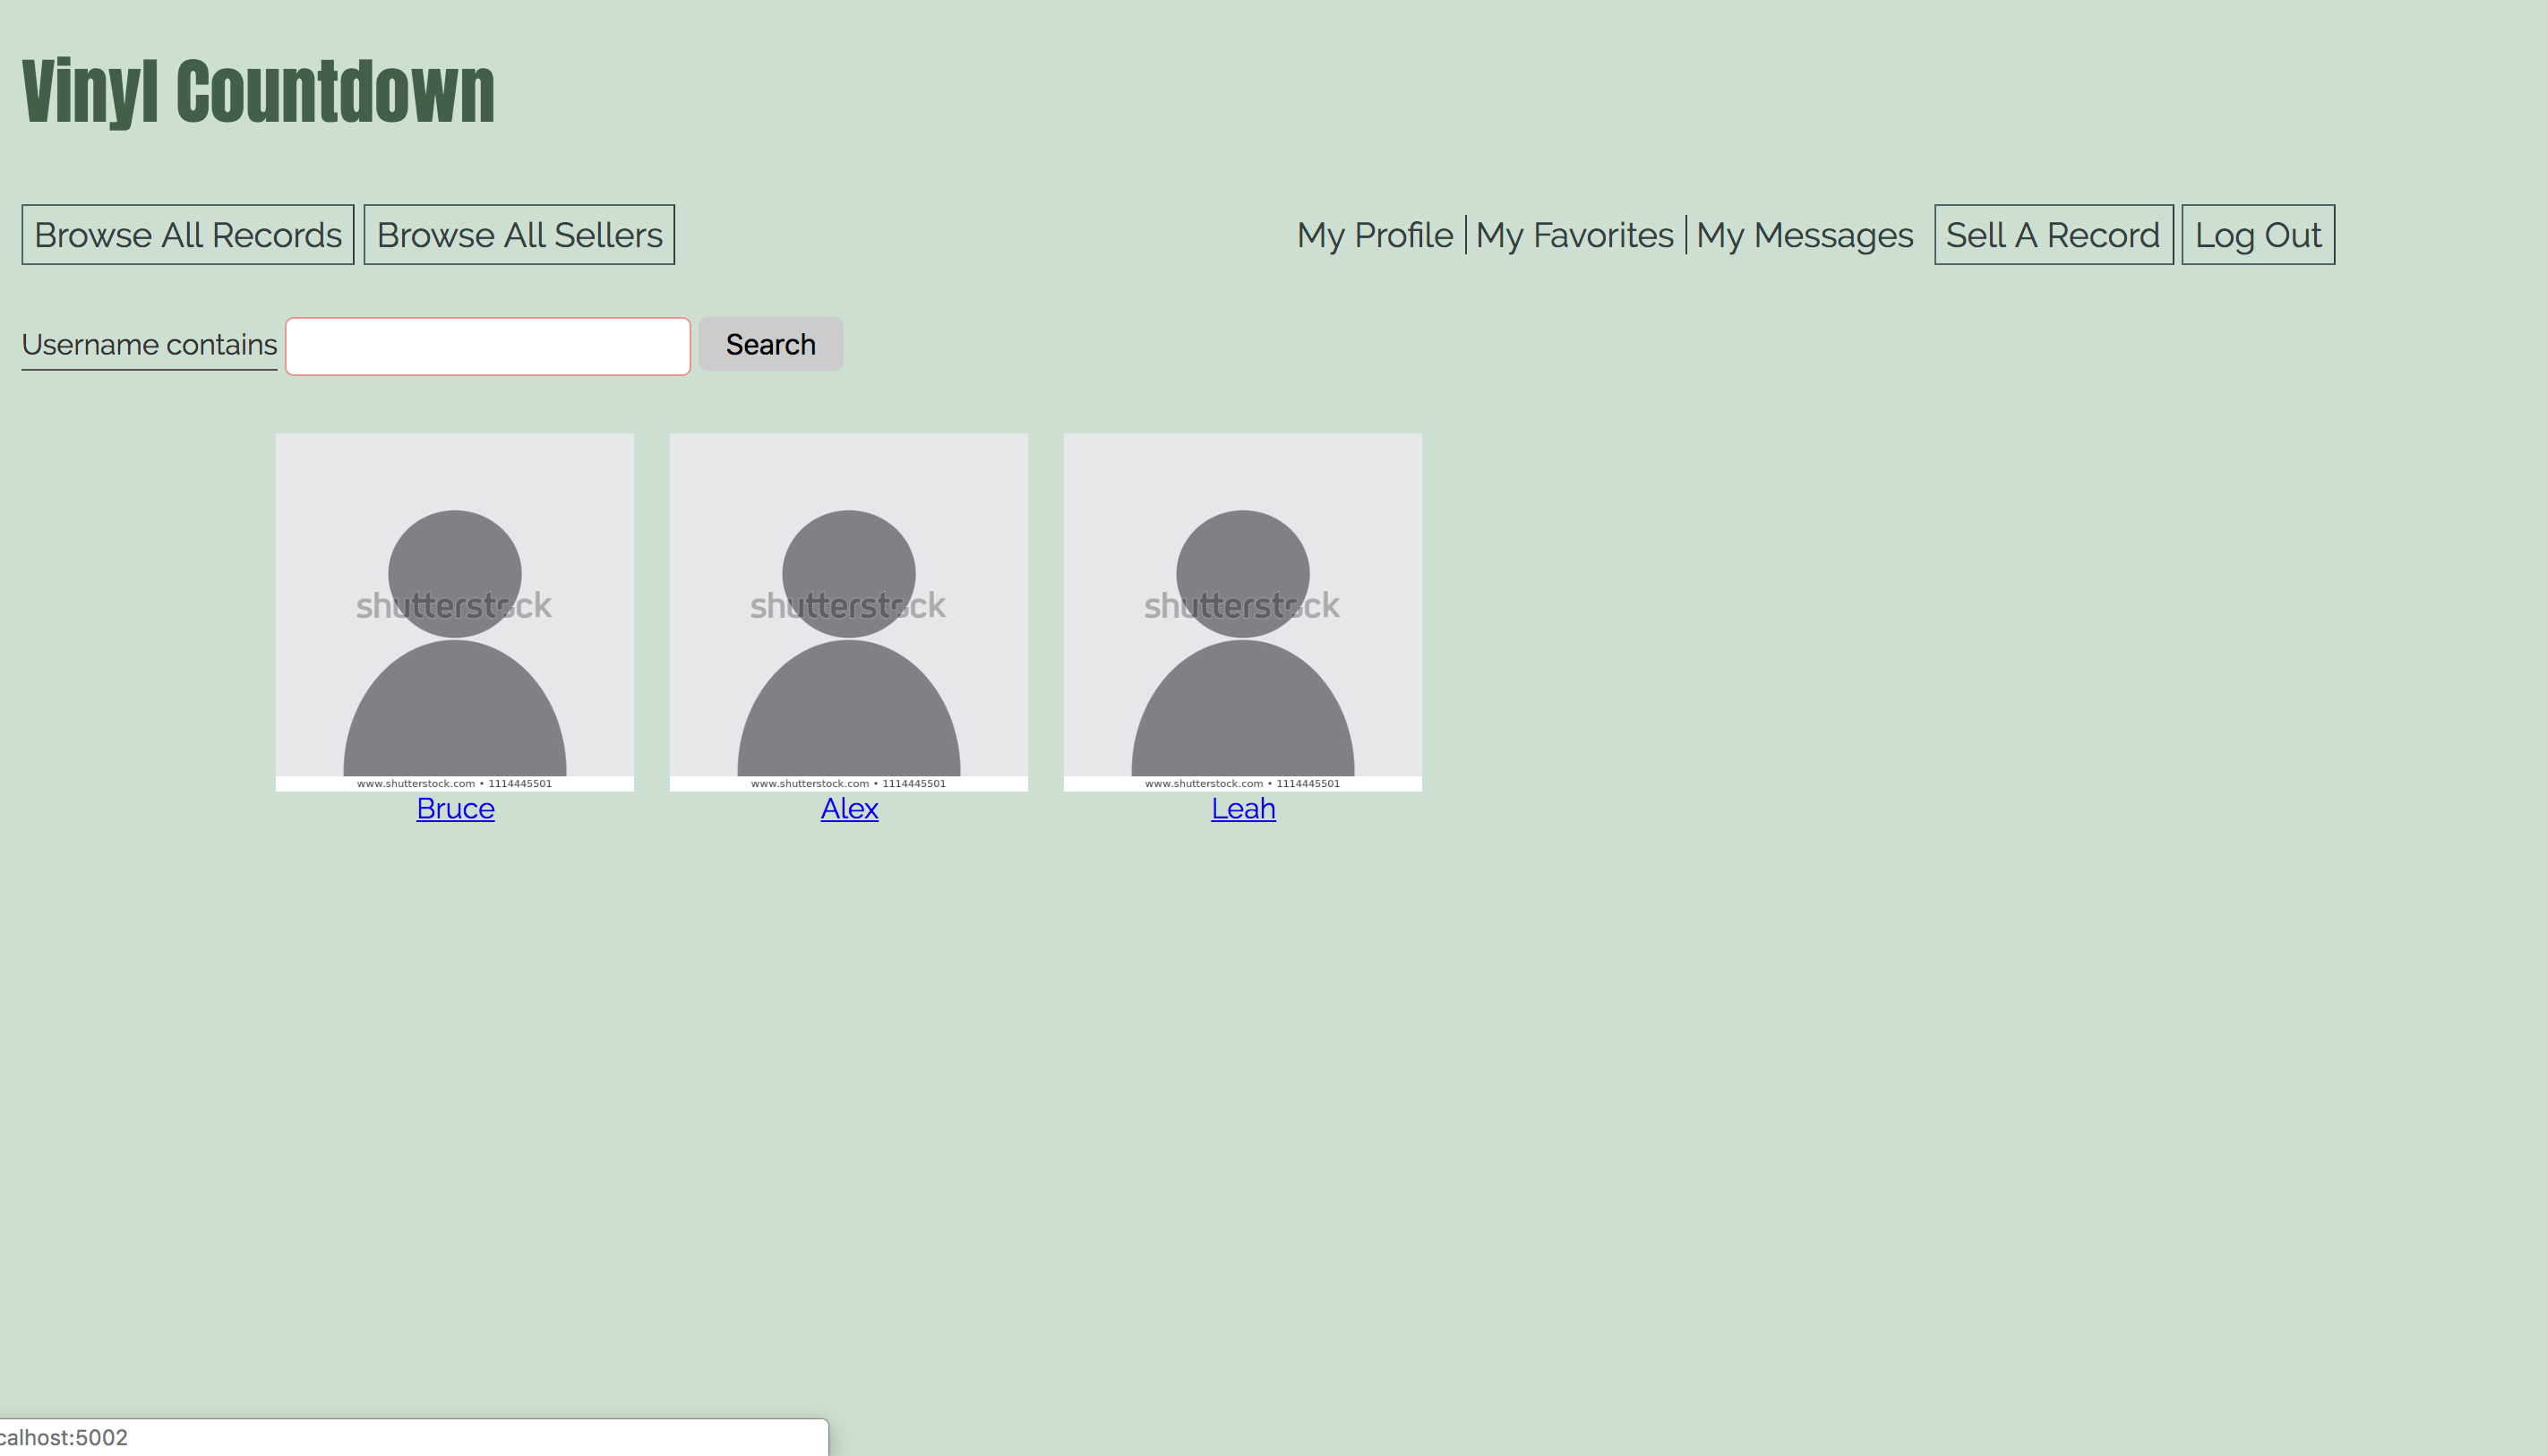 Vinyl Countdown
Browse All Records Browse All Sellers My Profile My Favorites My Messages Sell A Record Log Out
Username contains Search
shutterstock shutterstock shutterstock
www.shutterstock.com • 1114445501 www.shutterstock.com • 1114445501 www.shutterstock.com • 1114445501
Bruce Alex Leah
calhost:5002